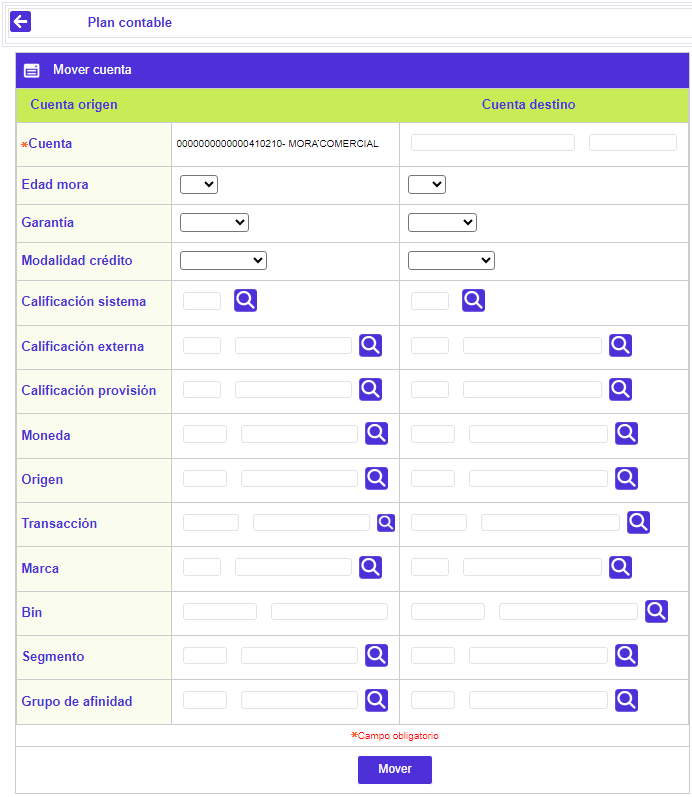 Plan contable
Mover cuenta
Cuenta origen Cuenta destino
*Cuenta 0000000000000410210- MORA'COMERCIAL
Edad mora
Garantía
Modalidad crédito
Calificación sistema
Calificación externa
Calificación provisión
Moneda
Origen
Transacción
Marca
Bin
Segmento
Grupo de afinidad
*Campo obligatorio
Mover